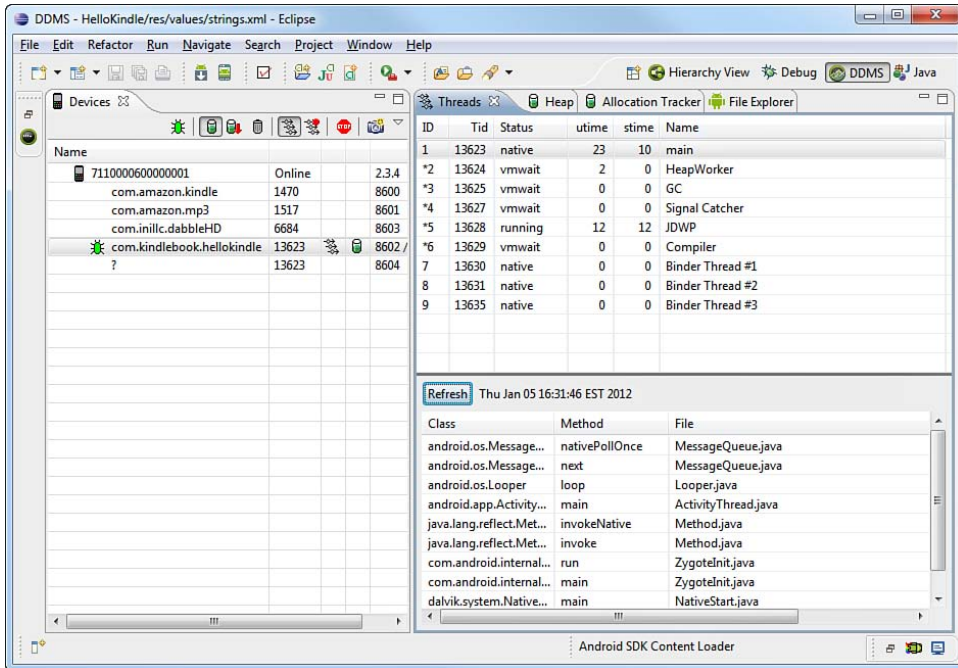 DDMS - HelloKindle/res/values/strings.xml - Eclipse
File Edit Refactor Run Navigate Search Project Window Help
Hierarchy View Debug DDMS Java
Devices
Threads Heap Allocation Tracker File Explorer
Name
7110000600000001 Online 2.3.4
com.amazon.kindle 1470 8600
com.amazon.mp3 1517 8601
com.inillc.dabbleHD 6684 8603
com.kindlebook.hellokindle 13623 8602 /
? 13623 8604
ID Tid Status utime stime Name
1 13623 native 23 10 main
*2 13624 vmwait 2 0 HeapWorker
*3 13625 vmwait 0 0 GC
*4 13627 vmwait 0 0 Signal Catcher
*5 13628 running 12 12 JDWP
*6 13629 vmwait 0 0 Compiler
7 13630 native 0 0 Binder Thread #1
8 13631 native 0 0 Binder Thread #2
9 13635 native 0 0 Binder Thread #3
Refresh Thu Jan 05 16:31:46 EST 2012
Class Method File
android.os.Message... nativePollOnce MessageQueue.java
android.os.Message... next MessageQueue.java
android.os.Looper loop Looper.java
android.app.Activity... main ActivityThread.java
java.lang.reflect.Met... invokeNative Method.java
java.lang.reflect.Met... invoke Method.java
com.android.internal... run ZygoteInit.java
com.android.internal... main ZygoteInit.java
dalvik.system.Native... main NativeStart.java
Android SDK Content Loader